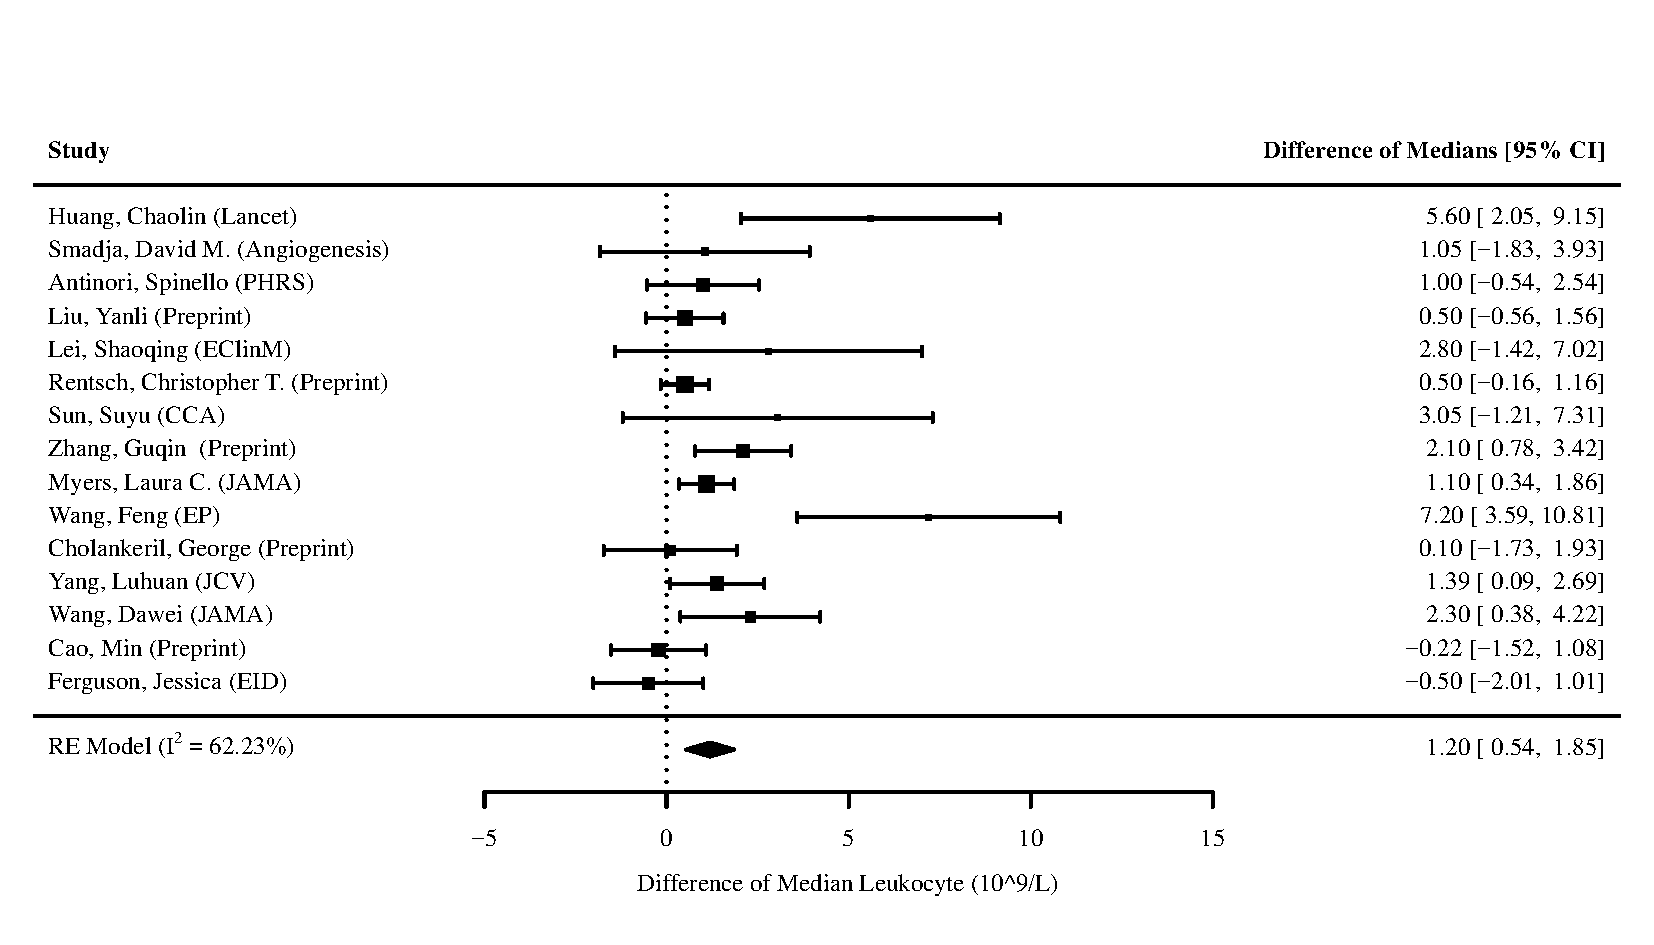 Study Difference of Medians [95% CI]
Huang, Chaolin (Lancet) 5.60 [ 2.05, 9.15]
Smadja, David M. (Angiogenesis) 1.05 [−1.83, 3.93]
Antinori, Spinello (PHRS) 1.00 [−0.54, 2.54]
Liu, Yanli (Preprint) 0.50 [−0.56, 1.56]
Lei, Shaoqing (EClinM) 2.80 [−1.42, 7.02]
Rentsch, Christopher T. (Preprint) 0.50 [−0.16, 1.16]
Sun, Suyu (CCA) 3.05 [−1.21, 7.31]
Zhang, Guqin (Preprint) 2.10 [ 0.78, 3.42]
Myers, Laura C. (JAMA) 1.10 [ 0.34, 1.86]
Wang, Feng (EP) 7.20 [ 3.59, 10.81]
Cholankeril, George (Preprint) 0.10 [−1.73, 1.93]
Yang, Luhuan (JCV) 1.39 [ 0.09, 2.69]
Wang, Dawei (JAMA) 2.30 [ 0.38, 4.22]
Cao, Min (Preprint) −0.22 [−1.52, 1.08]
Ferguson, Jessica (EID) −0.50 [−2.01, 1.01]
RE Model (I² = 62.23%) 1.20 [ 0.54, 1.85]
−5 0 5 10 15
Difference of Median Leukocyte (10^9/L)